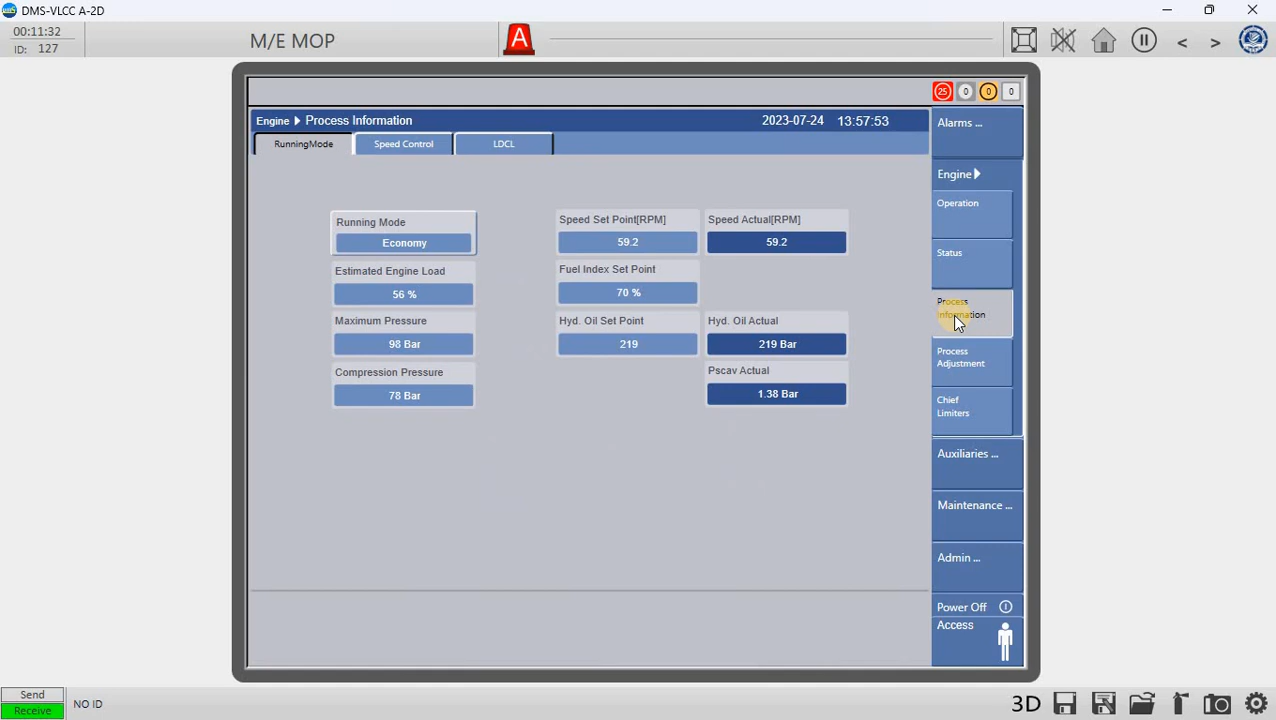 DMS-VLCC A-2D
00:11:32
ID: 127
M/E MOP
A
< >
25 0 0 0
Engine ▶ Process Information 2023-07-24 13:57:53
RunningMode Speed Control LDCL
Running Mode
Economy
Estimated Engine Load
56 %
Maximum Pressure
98 Bar
Compression Pressure
78 Bar
Speed Set Point[RPM]
59.2
Speed Actual[RPM]
59.2
Fuel Index Set Point
70 %
Hyd. Oil Set Point
219
Hyd. Oil Actual
219 Bar
Pscav Actual
1.38 Bar
Alarms ...
Engine ▶
Operation
Status
Process
Information
Process
Adjustment
Chief
Limiters
Auxiliaries ...
Maintenance ...
Admin ...
Power Off
Access
Send
Receive
NO ID
3D